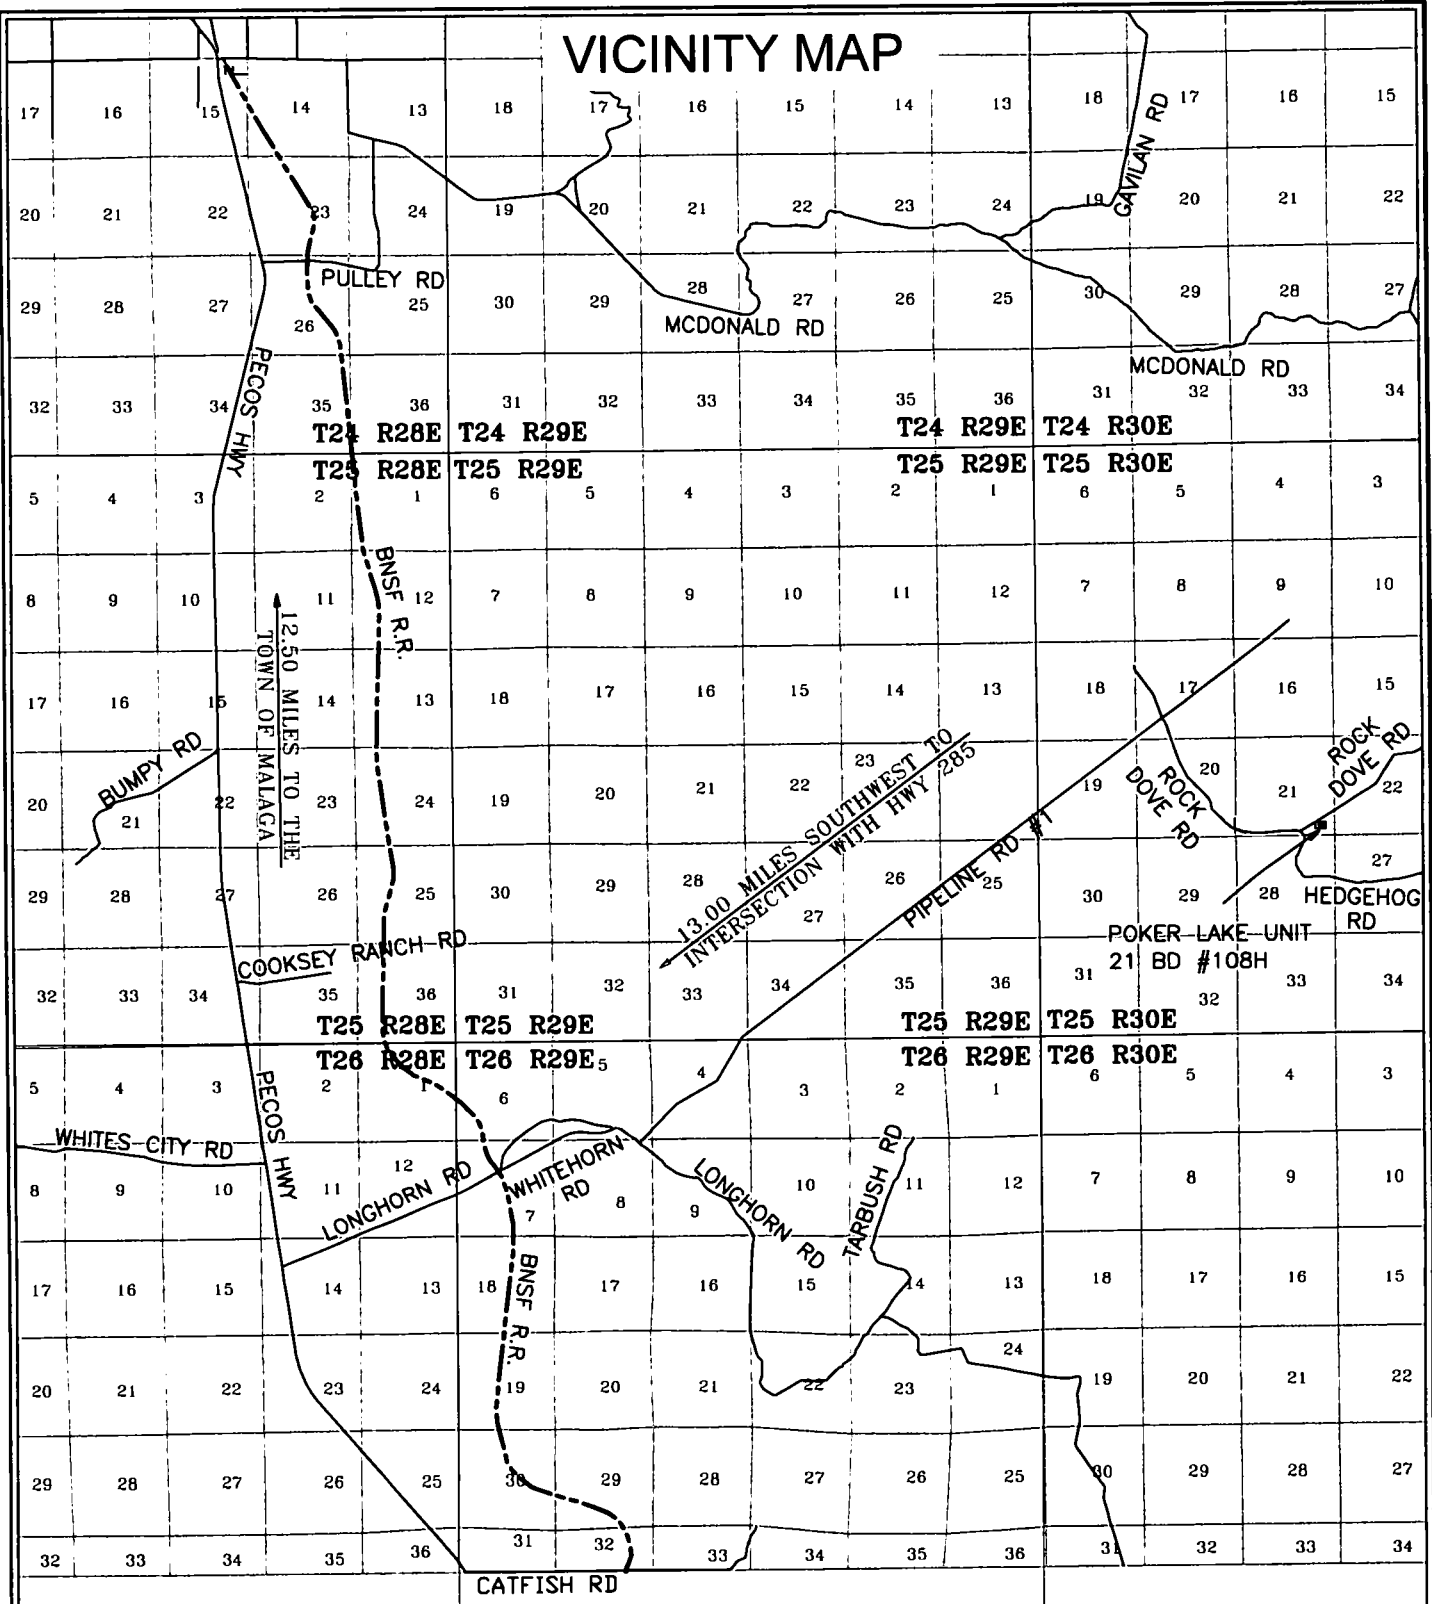 VICINITY MAP
17 16 15 14 13 18 17 16 15 14 13 18 17 16 15
GAVILAN RD
20 21 22 23 24 19 20 21 22 23 24 19 20 21 22
PULLEY RD
29 28 27 26 25 30 29 28 27 26 25 30 29 28 27
MCDONALD RD
MCDONALD RD
PECOS HWY
32 33 34 35 36 31 32 33 34 35 36 31 32 33 34
T24 R28E T24 R29E
T24 R29E T24 R30E
T25 R28E T25 R29E
T25 R29E T25 R30E
5 4 3 2 1 6 5 4 3 2 1 6 5 4 3
BNSF R.R.
8 9 10 11 12 7 8 9 10 11 12 7 8 9 10
12.50 MILES TO THE
TOWN OF MALAGA
17 16 15 14 13 18 17 16 15 14 13 18 17 16 15
BUMPY RD
13.00 MILES SOUTHWEST TO
INTERSECTION WITH HWY 285
ROCK
DOVE RD
ROCK
DOVE RD
20 21 22 23 24 19 20 21 22 23 19 20 21 22
PIPELINE RD #1
29 28 27 26 25 30 29 28 27 26 25 30 29 28 27
HEDGEHOG
RD
POKER LAKE UNIT
21 BD #108H
COOKSEY RANCH RD
32 33 34 35 36 31 32 33 34 35 36 31 32 33 34
T25 R28E T25 R29E
T25 R29E T25 R30E
T26 R28E T26 R29E
T26 R29E T26 R30E
5 4 3 2 1 6 5 4 3 2 1 6 5 4 3
PECOS HWY
WHITES CITY RD
LONGHORN RD
WHITEHORN
RD
LONGHORN RD
TARBUSH RD
8 9 10 11 12 7 8 9 10 11 12 7 8 9 10
BNSF R.R.
17 16 15 14 13 18 17 16 15 14 13 18 17 16 15
20 21 22 23 24 19 20 21 22 23 24 19 20 21 22
29 28 27 26 25 30 29 28 27 26 25 30 29 28 27
32 33 34 35 36 31 32 33 34 35 36 31 32 33 34
CATFISH RD